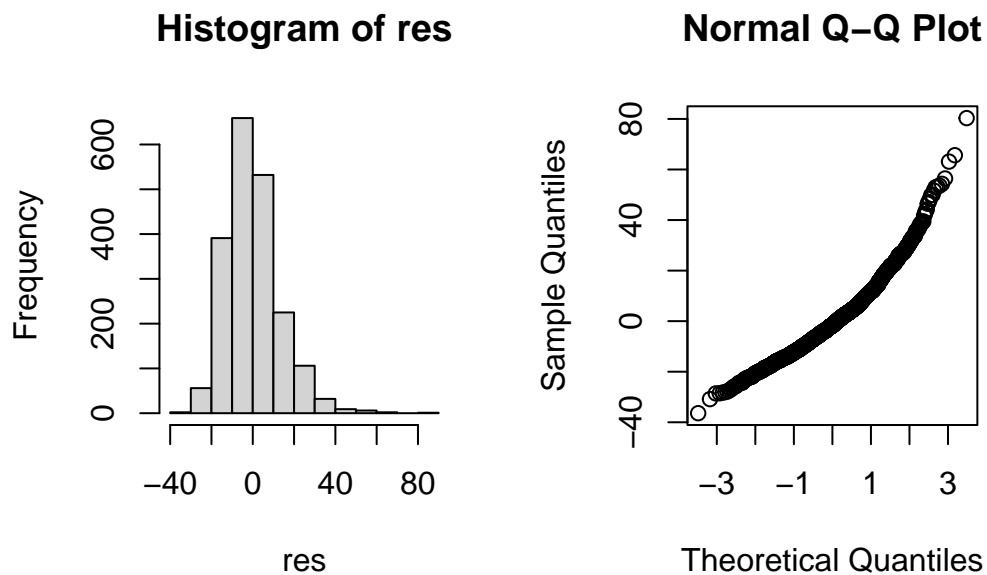 Histogram of res
Frequency
0
200
400
600
−40
0
40
80
res
Normal Q−Q Plot
Sample Quantiles
−40
0
40
80
−3
−1
1
3
Theoretical Quantiles